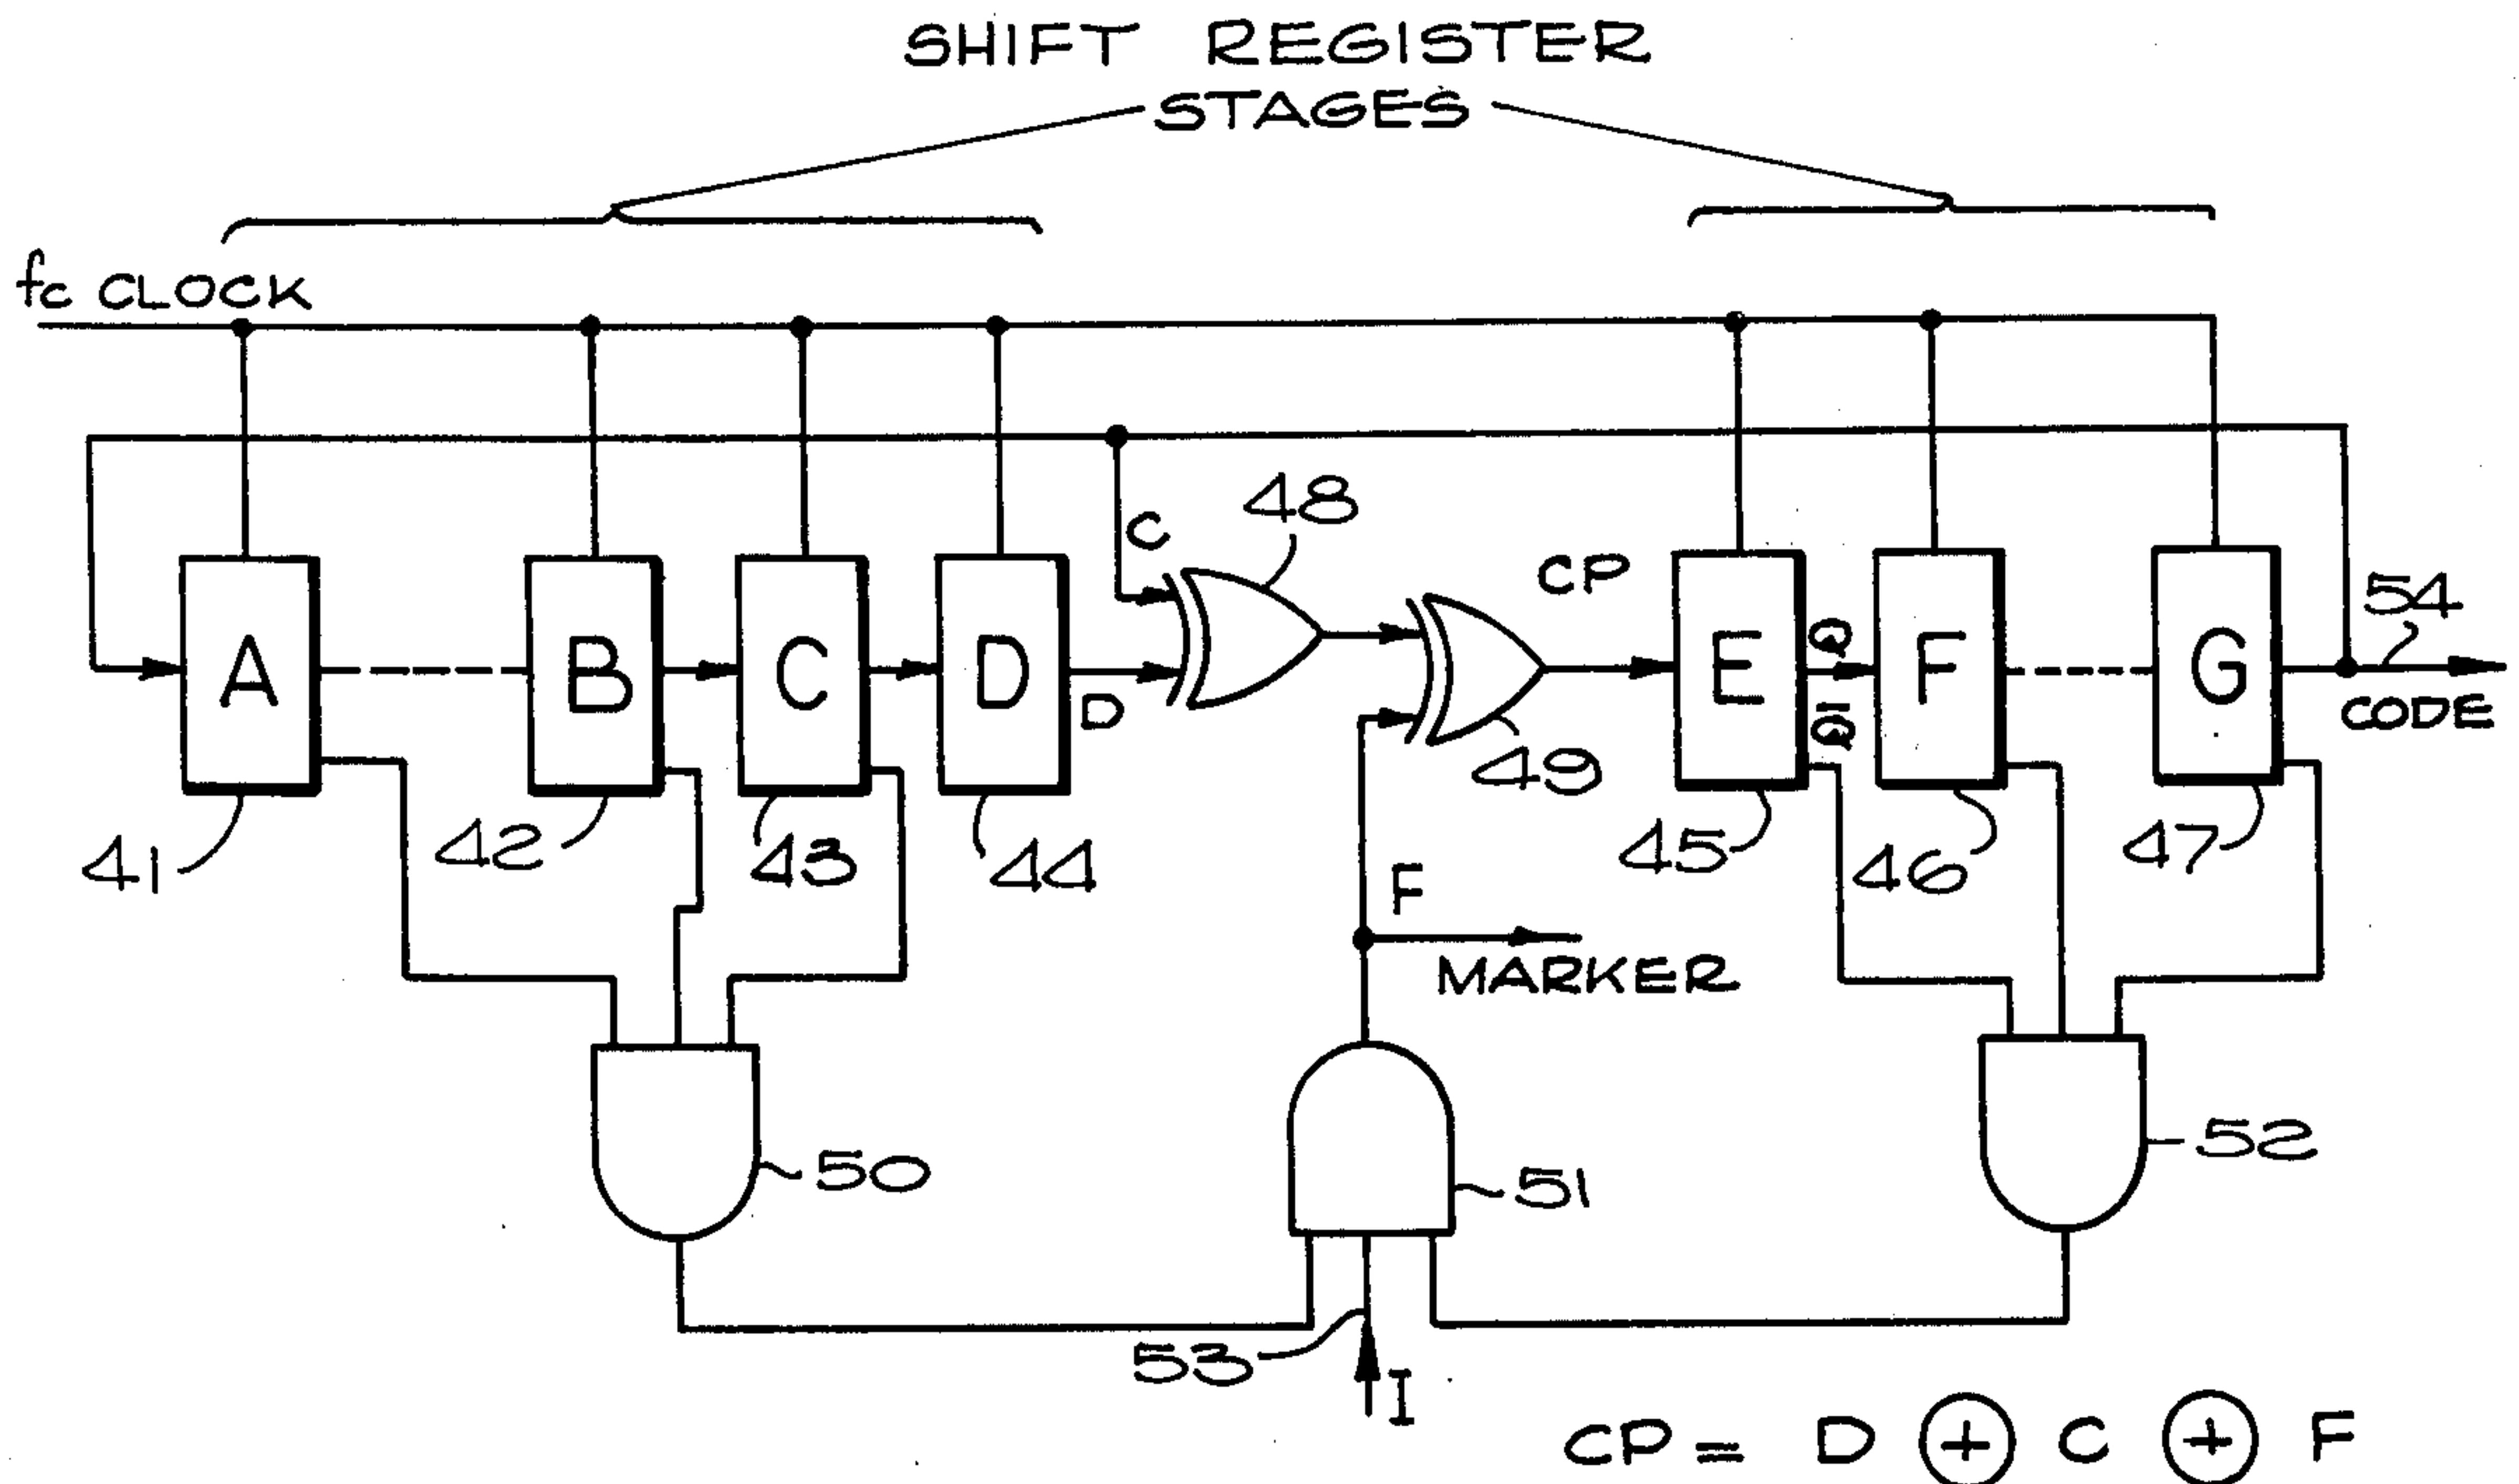 SHIFT REGISTER
STAGES
fc CLOCK
C
48
CP
54
A
B
C
D
D
E
Q
Q̅
F
G
CODE
49
41
42
43
44
45
46
47
F
MARKER
50
51
52
53
I
CP = D ⊕ C ⊕ F